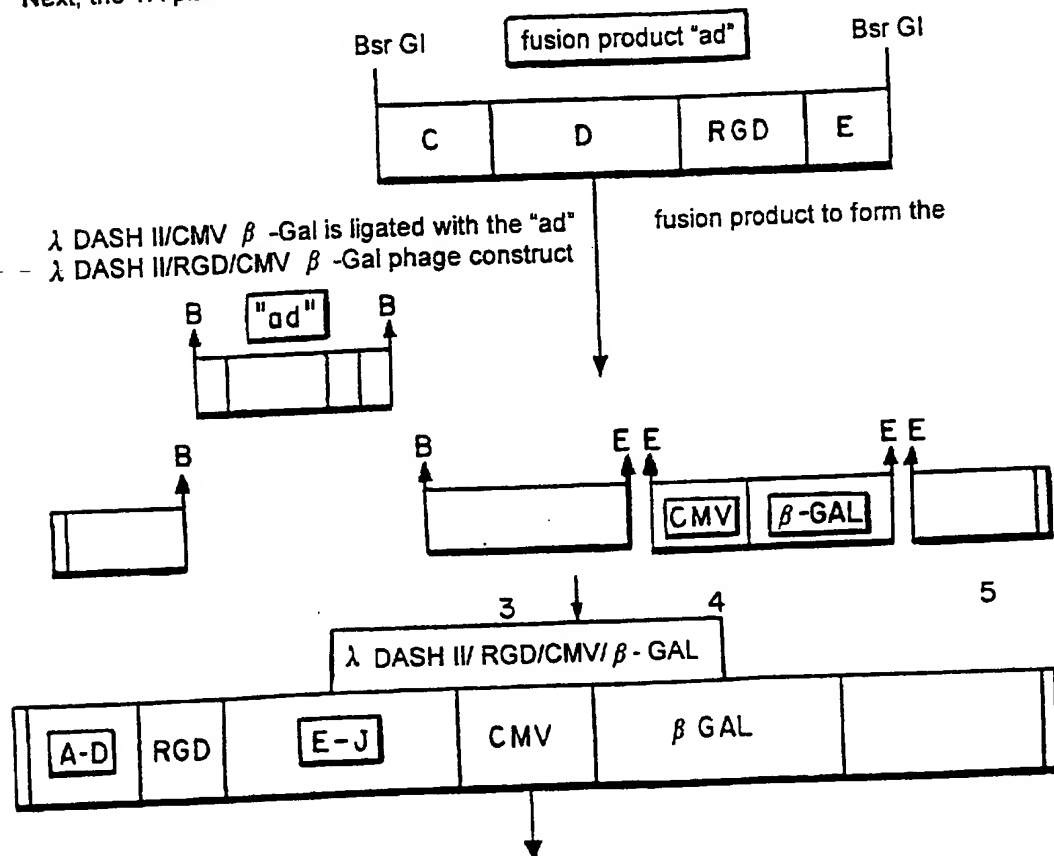 Next, the
Bsr GI fusion product "ad" Bsr GI
C D RGD E
λ DASH II/CMV β -Gal is ligated with the "ad" fusion product to form the
λ DASH II/RGD/CMV β -Gal phage construct
B "ad" B
B B E E E E
CMV β-GAL
3 4 5
λ DASH II/ RGD/CMV/ β - GAL
A-D RGD E-J CMV β GAL